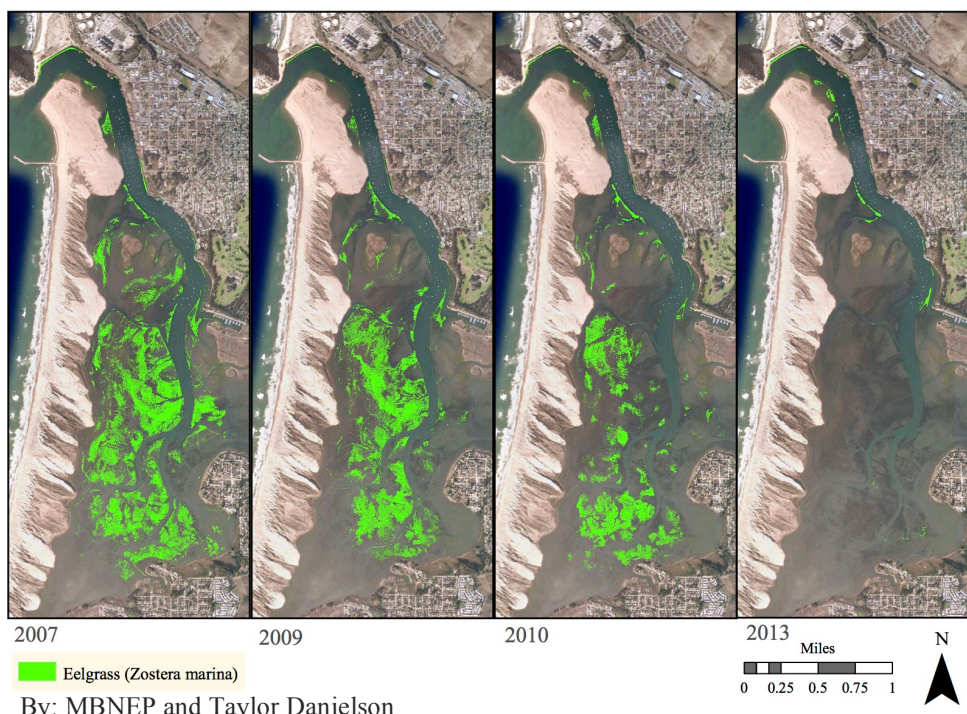 2007 2009 2010 2013
Eelgrass (Zostera marina)
By: MBNEP and Taylor Danielson
Miles
0 0.25 0.5 0.75 1
N